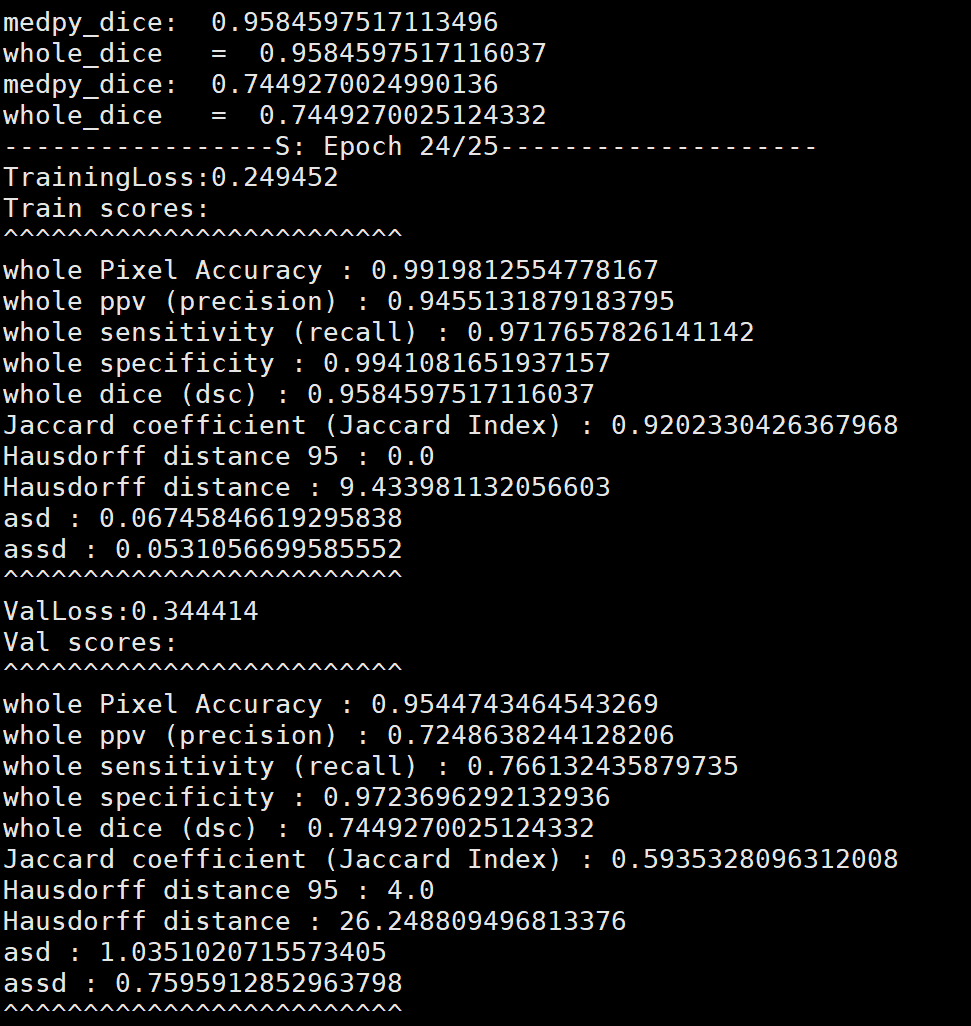 medpy_dice:  0.9584597517113496
whole_dice   =  0.9584597517116037
medpy_dice:  0.7449270024990136
whole_dice   =  0.7449270025124332
-----------------S: Epoch 24/25--------------------
TrainingLoss:0.249452
Train scores:
^^^^^^^^^^^^^^^^^^^^^^^^^
whole Pixel Accuracy : 0.9919812554778167
whole ppv (precision) : 0.9455131879183795
whole sensitivity (recall) : 0.9717657826141142
whole specificity : 0.9941081651937157
whole dice (dsc) : 0.9584597517116037
Jaccard coefficient (Jaccard Index) : 0.9202330426367968
Hausdorff distance 95 : 0.0
Hausdorff distance : 9.433981132056603
asd : 0.06745846619295838
assd : 0.0531056699585552
^^^^^^^^^^^^^^^^^^^^^^^^^
ValLoss:0.344414
Val scores:
^^^^^^^^^^^^^^^^^^^^^^^^^
whole Pixel Accuracy : 0.9544743464543269
whole ppv (precision) : 0.7248638244128206
whole sensitivity (recall) : 0.766132435879735
whole specificity : 0.9723696292132936
whole dice (dsc) : 0.7449270025124332
Jaccard coefficient (Jaccard Index) : 0.5935328096312008
Hausdorff distance 95 : 4.0
Hausdorff distance : 26.248809496813376
asd : 1.0351020715573405
assd : 0.7595912852963798
^^^^^^^^^^^^^^^^^^^^^^^^^